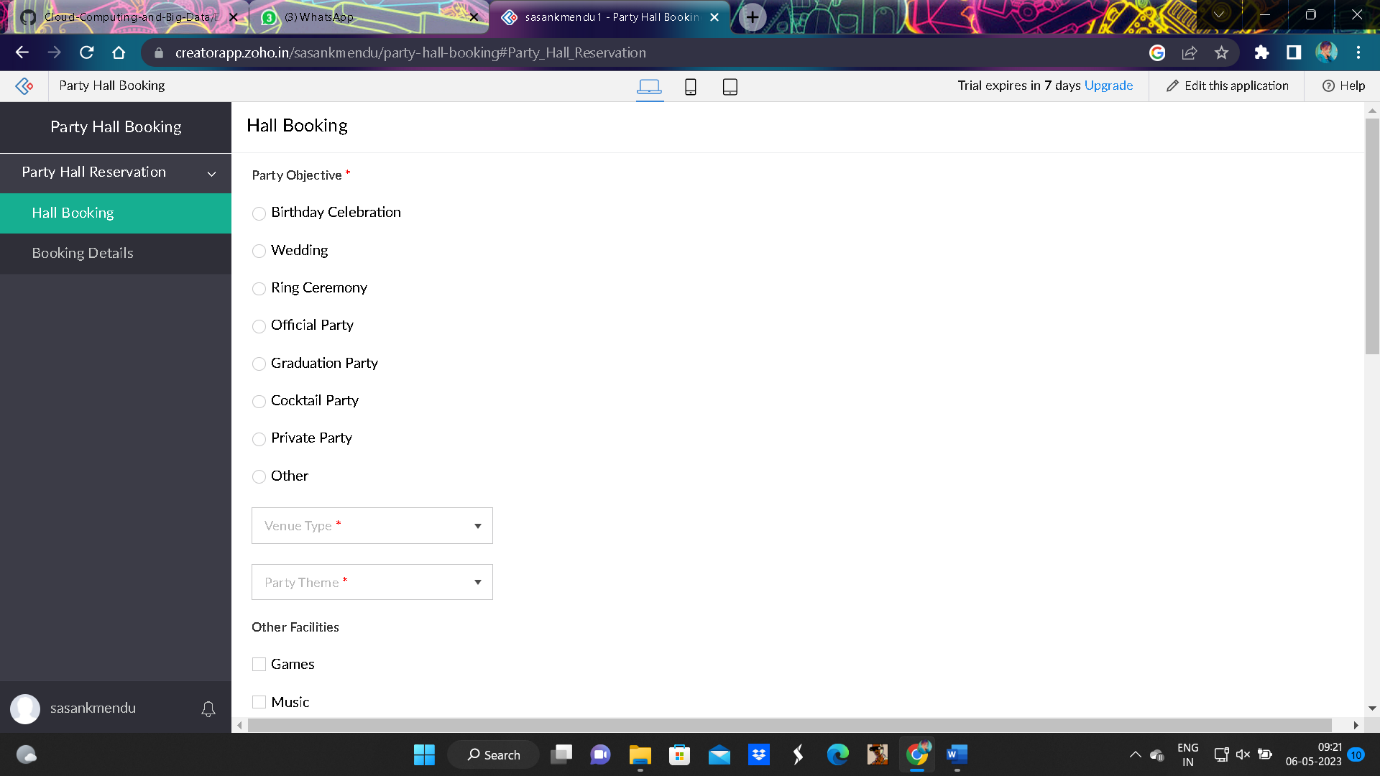 Cloud-Computing-and-Big-Data/E
(3) WhatsApp
sasankmendu1 - Party Hall Bookin
creatorapp.zoho.in/sasankmendu/party-hall-booking#Party_Hall_Reservation
Party Hall Booking
Trial expires in 7 days Upgrade
Edit this application
Help
Party Hall Booking
Party Hall Reservation
Hall Booking
Booking Details
sasankmendu
Hall Booking
Party Objective *
Birthday Celebration
Wedding
Ring Ceremony
Official Party
Graduation Party
Cocktail Party
Private Party
Other
Venue Type *
Party Theme *
Other Facilities
Games
Music
Search
ENG
IN
09:21
06-05-2023
10